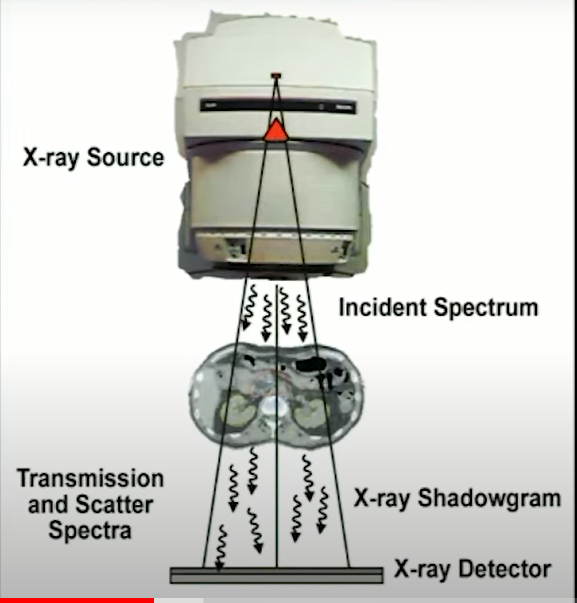 X-ray Source
Incident Spectrum
Transmission
and Scatter
Spectra
X-ray Shadowgram
X-ray Detector